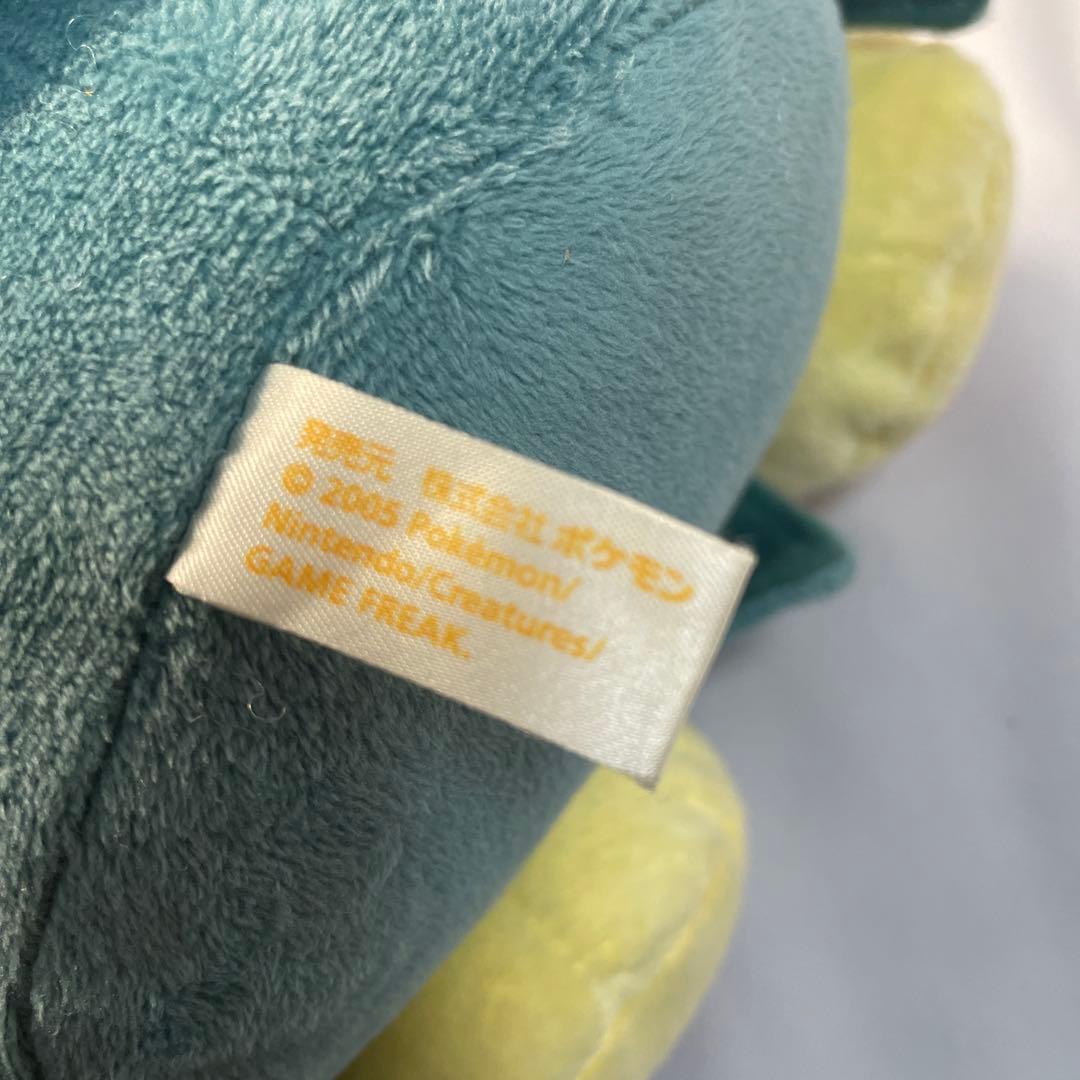 発売元 株式会社 ポケモン
© 2005 Pokémon/
Nintendo/Creatures/
GAME FREAK.